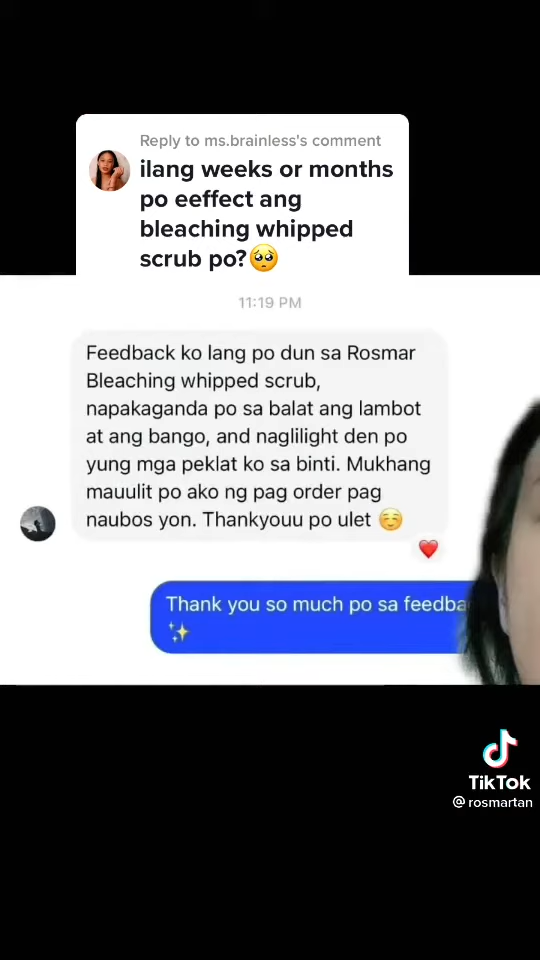 Reply to ms.brainless's comment
ilang weeks or months
po eeffect ang
bleaching whipped
scrub po?🥺
11:19 PM
Feedback ko lang po dun sa Rosmar
Bleaching whipped scrub,
napakaganda po sa balat ang lambot
at ang bango, and naglilight den po
yung mga peklat ko sa binti. Mukhang
mauulit po ako ng pag order pag
naubos yon. Thankyouu po ulet ☺️
❤️
Thank you so much po sa
✨
TikTok
@rosmartan